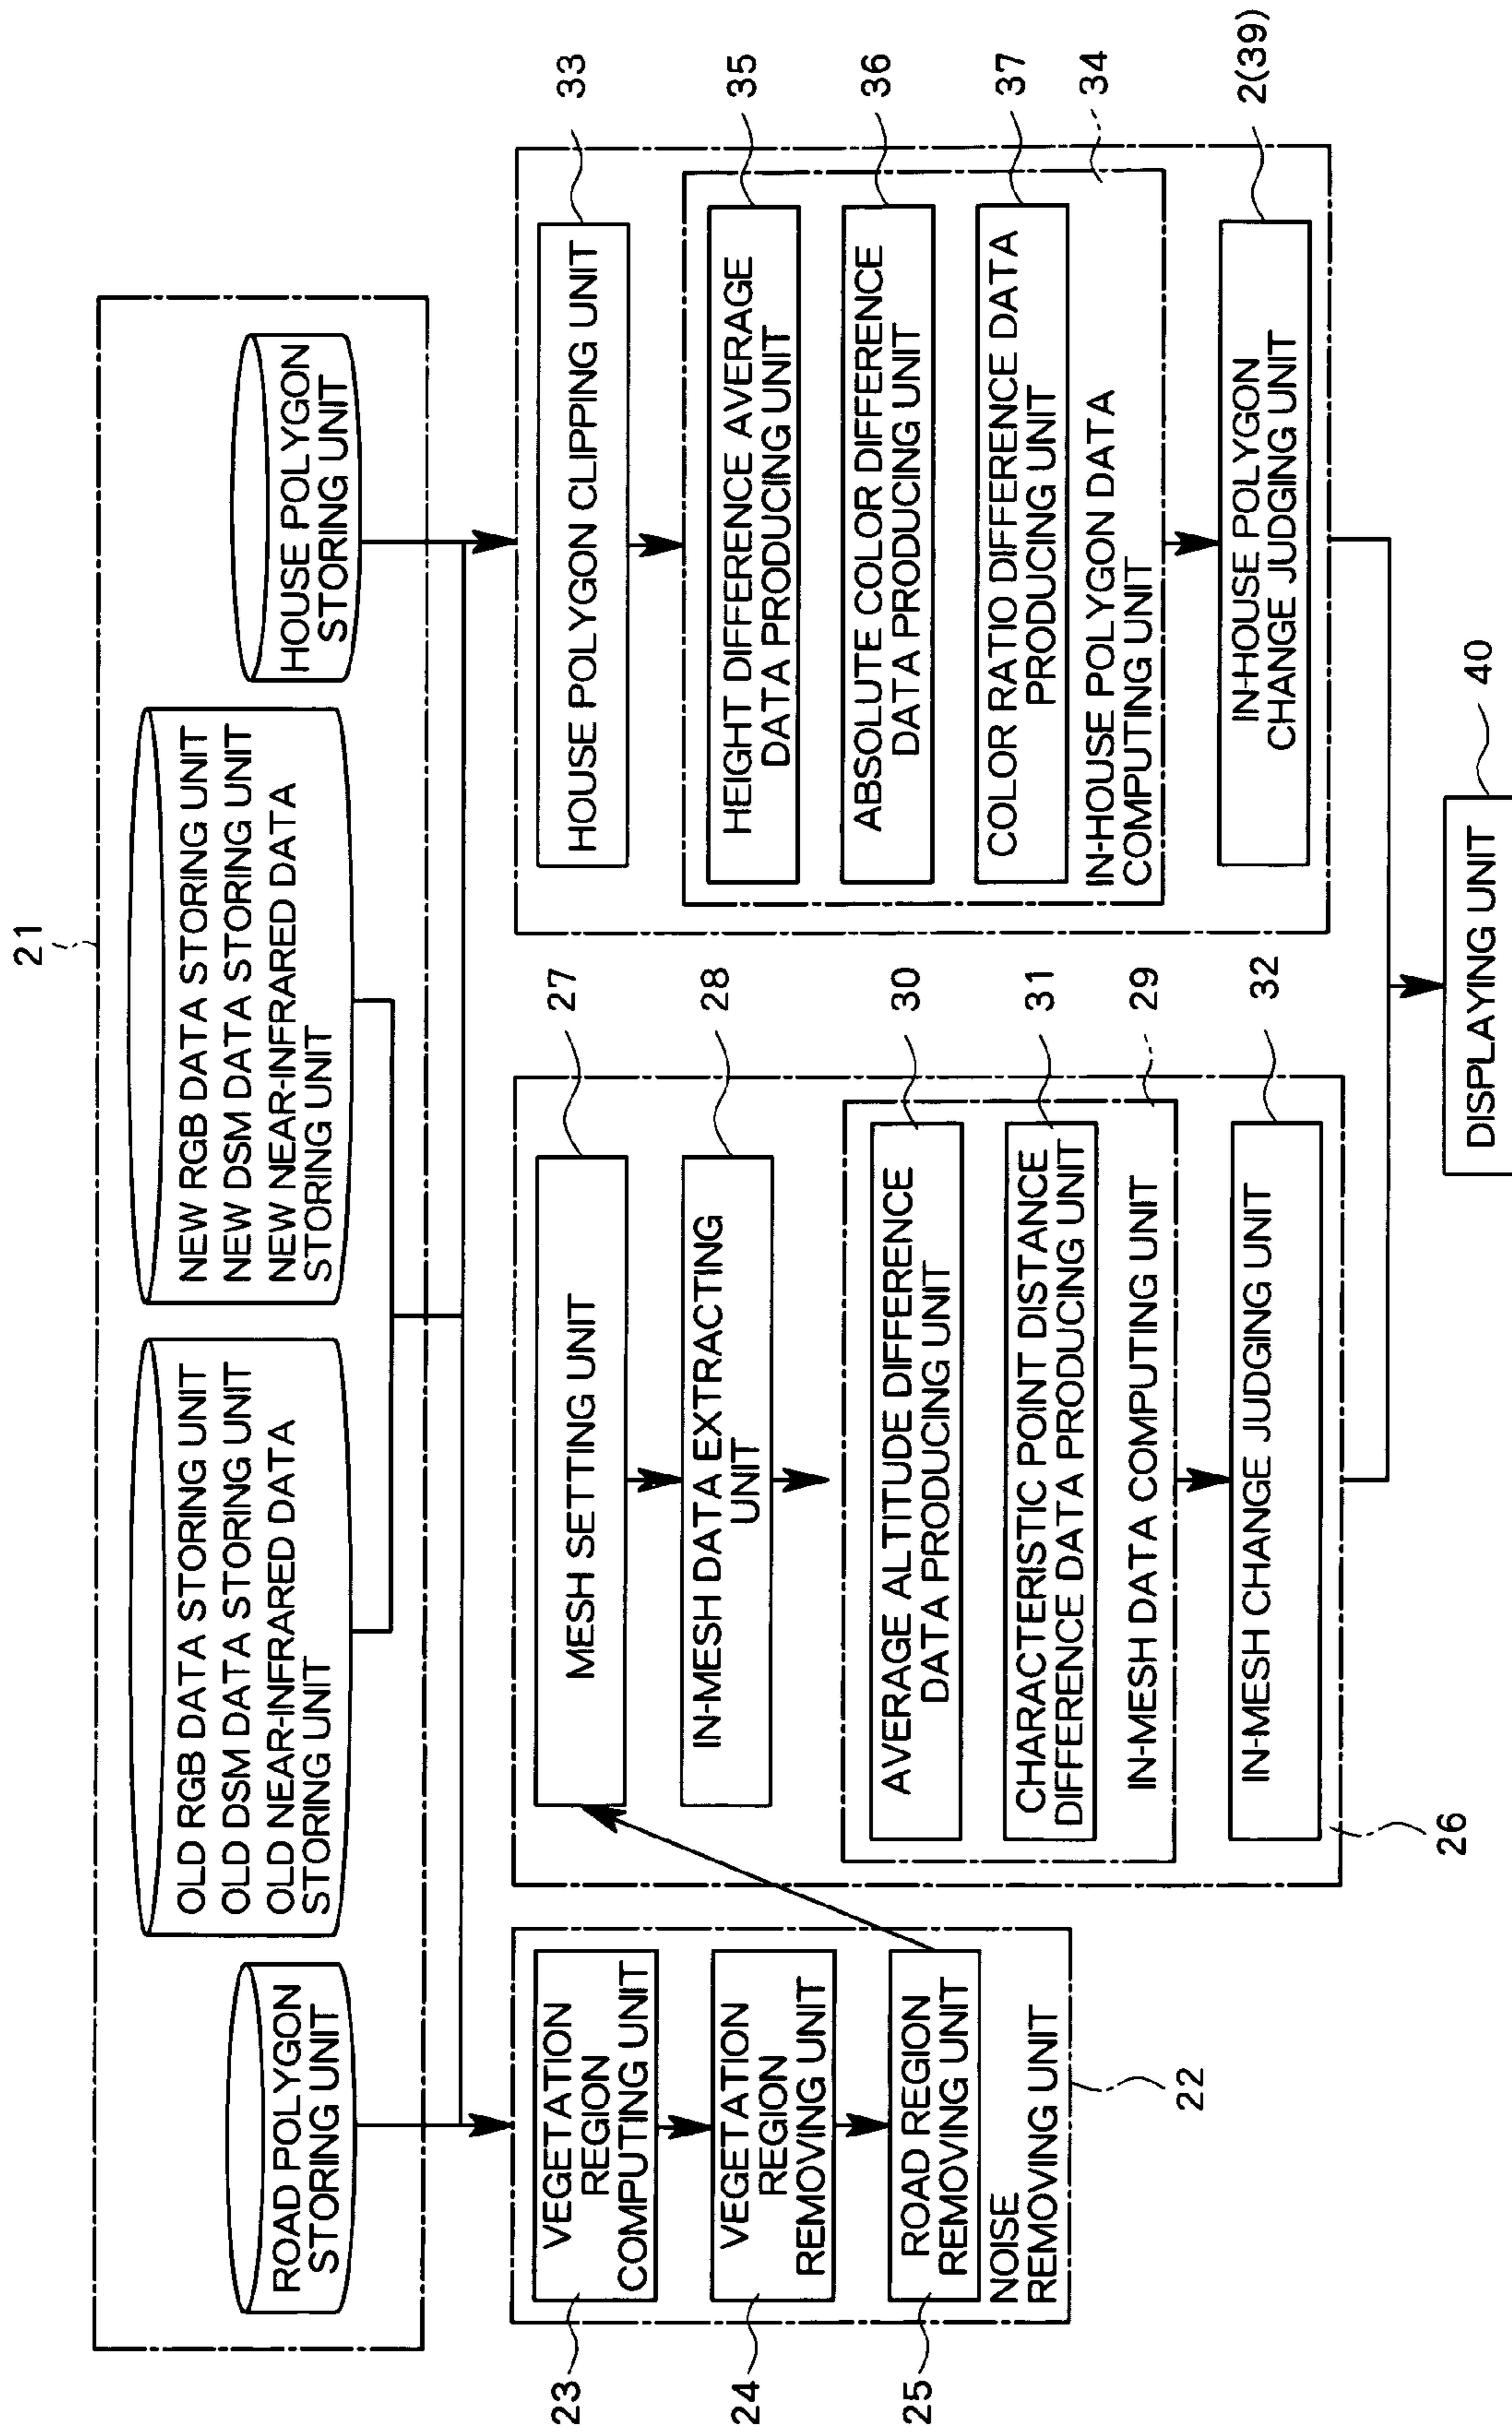 21
ROAD POLYGON
STORING UNIT
OLD RGB DATA STORING UNIT
OLD DSM DATA STORING UNIT
OLD NEAR-INFRARED DATA
STORING UNIT
NEW RGB DATA STORING UNIT
NEW DSM DATA STORING UNIT
NEW NEAR-INFRARED DATA
STORING UNIT
HOUSE POLYGON
STORING UNIT
23
VEGETATION
REGION
COMPUTING UNIT
24
VEGETATION
REGION
REMOVING UNIT
25
ROAD REGION
REMOVING UNIT
NOISE
REMOVING UNIT
22
MESH SETTING UNIT
27
IN-MESH DATA EXTRACTING
UNIT
28
AVERAGE ALTITUDE DIFFERENCE
DATA PRODUCING UNIT
30
CHARACTERISTIC POINT DISTANCE
DIFFERENCE DATA PRODUCING UNIT
31
IN-MESH DATA COMPUTING UNIT
29
IN-MESH CHANGE JUDGING UNIT
32
26
HOUSE POLYGON CLIPPING UNIT
33
HEIGHT DIFFERENCE AVERAGE
DATA PRODUCING UNIT
35
ABSOLUTE COLOR DIFFERENCE
DATA PRODUCING UNIT
36
COLOR RATIO DIFFERENCE DATA
PRODUCING UNIT
37
IN-HOUSE POLYGON DATA
COMPUTING UNIT
34
IN-HOUSE POLYGON
CHANGE JUDGING UNIT
2(39)
DISPLAYING UNIT
40